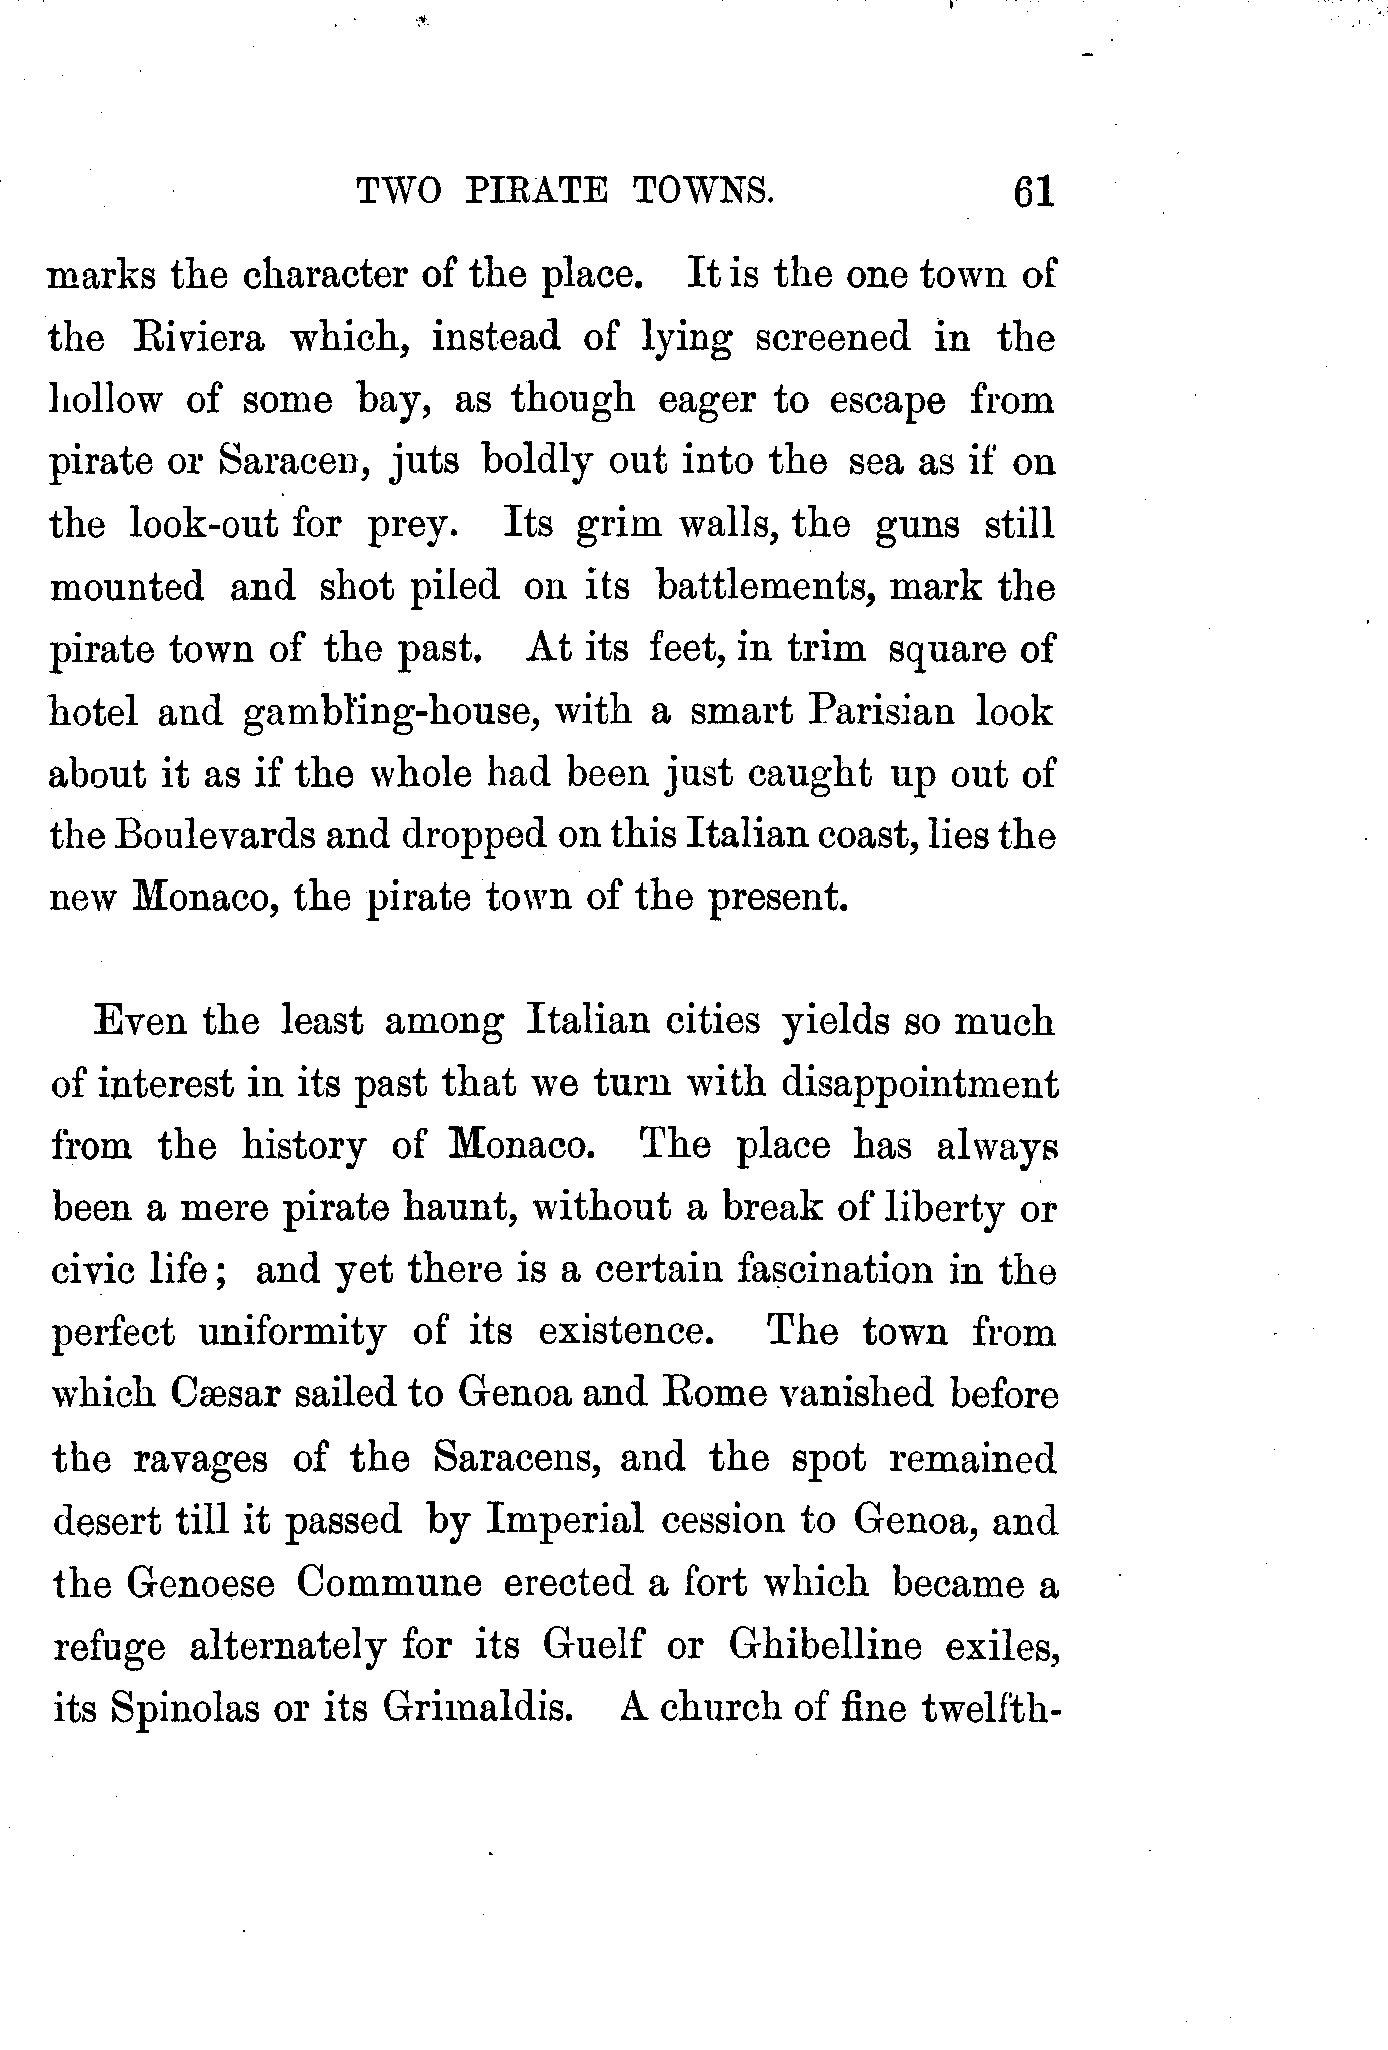 TWO PIRATE TOWNS. 61
marks the character of the place. It is the one town of
the Riviera which, instead of lying screened in the
hollow of some bay, as though eager to escape from
pirate or Saracen, juts boldly out into the sea as if on
the look-out for prey. Its grim walls, the guns still
mounted and shot piled on its battlements, mark the
pirate town of the past. At its feet, in trim square of
hotel and gambling-house, with a smart Parisian look
about it as if the whole had been just caught up out of
the Boulevards and dropped on this Italian coast, lies the
new Monaco, the pirate town of the present.
Even the least among Italian cities yields so much
of interest in its past that we turn with disappointment
from the history of Monaco. The place has always
been a mere pirate haunt, without a break of liberty or
civic life; and yet there is a certain fascination in the
perfect uniformity of its existence. The town from
which Cæsar sailed to Genoa and Rome vanished before
the ravages of the Saracens, and the spot remained
desert till it passed by Imperial cession to Genoa, and
the Genoese Commune erected a fort which became a
refuge alternately for its Guelf or Ghibelline exiles,
its Spinolas or its Grimaldis. A church of fine twelfth-